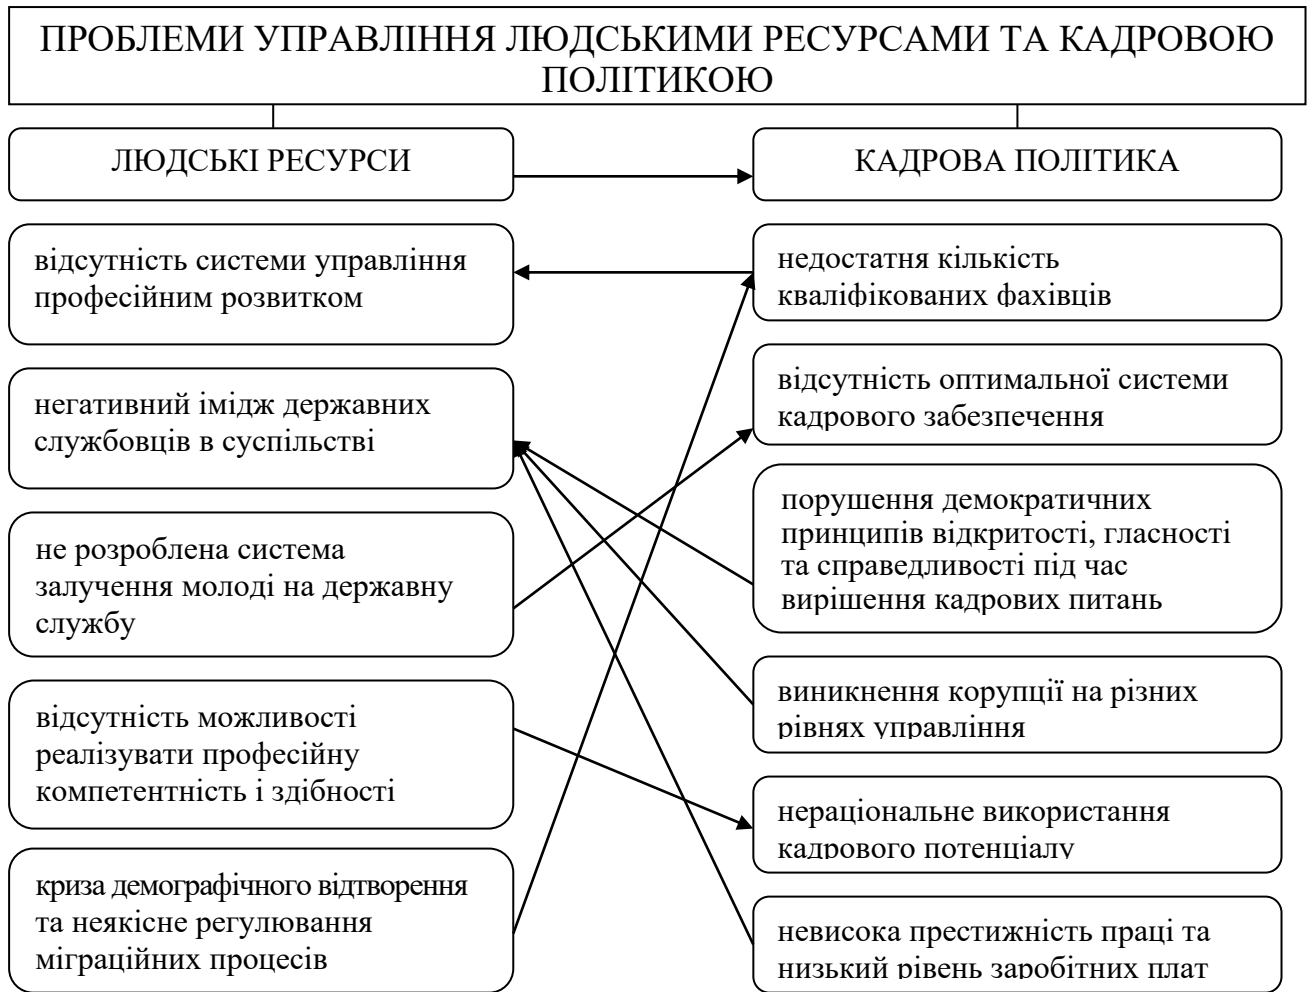 ПРОБЛЕМИ УПРАВЛІННЯ ЛЮДСЬКИМИ РЕСУРСАМИ ТА КАДРОВОЮ
ПОЛІТИКОЮ
ЛЮДСЬКІ РЕСУРСИ
КАДРОВА ПОЛІТИКА
відсутність системи управління
професійним розвитком
недостатня кількість
кваліфікованих фахівців
негативний імідж державних
службовців в суспільстві
відсутність оптимальної системи
кадрового забезпечення
не розроблена система
залучення молоді на державну
службу
порушення демократичних
принципів відкритості, гласності
та справедливості під час
вирішення кадрових питань
відсутність можливості
реалізувати професійну
компетентність і здібності
виникнення корупції на різних
рівнях управління
нераціональне використання
кадрового потенціалу
криза демографічного відтворення
та неякісне регулювання
міграційних процесів
невисока престижність праці та
низький рівень заробітних плат